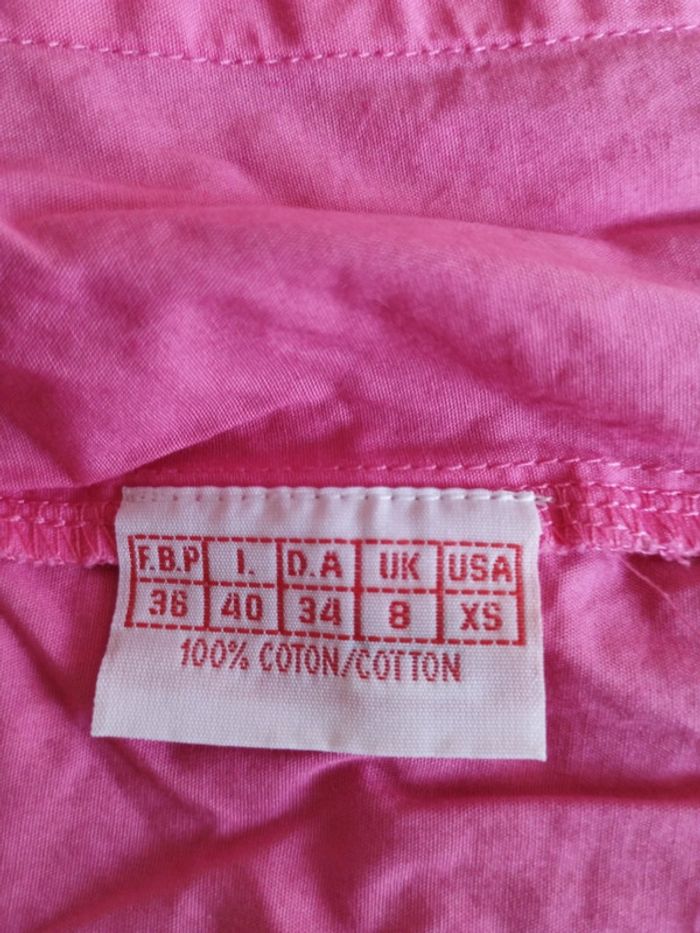 F.B.P I. D.A UK USA
36 40 34 8 XS
100% COTON/COTTON